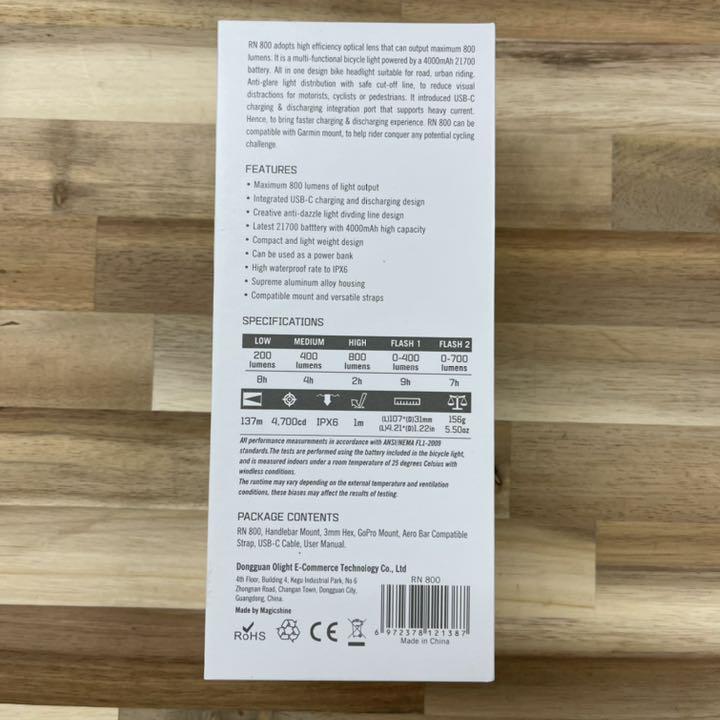 RN 800 adopts high efficiency optical lens that can output maximum 800
lumens. It is a multi-functional bicycle light powered by a 4000mAh 21700
battery. All in one design bike headlight suitable for road, urban riding.
Anti-glare light distribution with safe cut-off line, to reduce visual
distractions for motorists, cyclists or pedestrians. It introduced USB-C
charging & discharging integration port that supports heavy current.
Hence, to bring faster charging & discharging experience. RN 800 can be
compatible with Garmin mount, to help rider conquer any potential cycling
challenge.
FEATURES
• Maximum 800 lumens of light output
• Integrated USB-C charging and discharging design
• Creative anti-dazzle light divding line design
• Latest 21700 batttery with 4000mAh high capacity
• Compact and light weight design
• Can be used as a power bank
• High waterproof rate to IPX6
• Supreme aluminum alloy housing
• Compatible mount and versatile straps
SPECIFICATIONS
LOW MEDIUM HIGH FLASH 1 FLASH 2
200 400 800 0-400 0-700
lumens lumens lumens lumens lumens
8h 4h 2h 9h 7h
137m 4,700cd IPX6 1m (L)107*(D)31mm 156g
(L)4.21*(D)1.22in 5.50oz
All performance measurements in accordance with ANSI/NEMA FL1-2009
standards.The tests are performed using the battery included in the bicycle light,
and is measured indoors under a room temperature of 25 degrees Celsius with
windless conditions.
The runtime may vary depending on the external temperature and ventilation
conditions, these biases may affect the results of testing.
PACKAGE CONTENTS
RN 800, Handlebar Mount, 3mm Hex, GoPro Mount, Aero Bar Compatible
Strap, USB-C Cable, User Manual.
Dongguan Olight E-Commerce Technology Co., Ltd
4th Floor, Building 4, Kegu Industrial Park, No 6
Zhongnan Road, Changan Town, Dongguan City,
Guangdong, China.
Made by Magicshine
RoHS CE
RN 800
6 972378 121387
Made in China